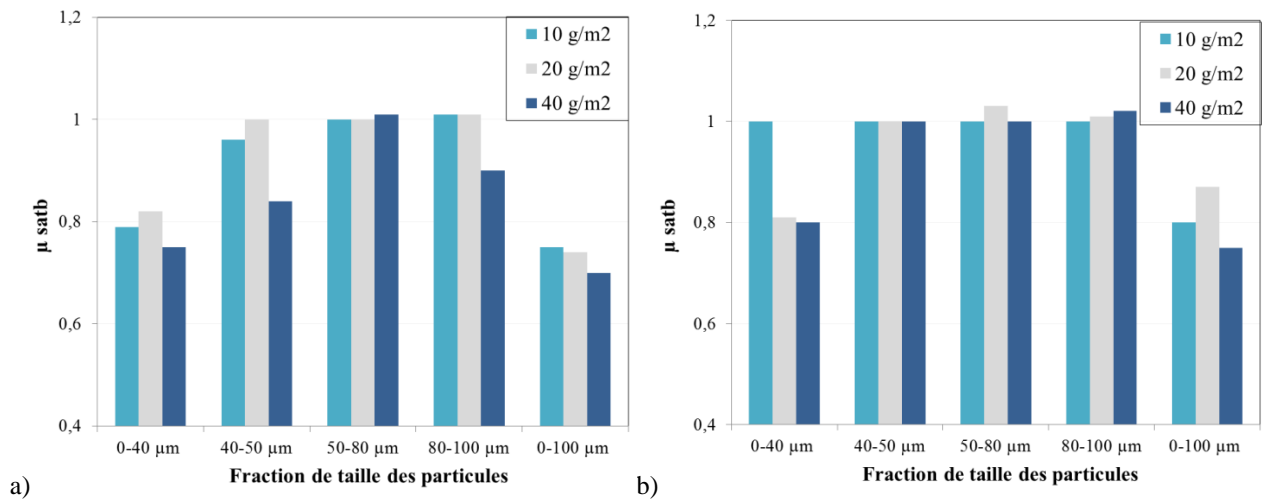 1,2
1
0,8
0,6
0,4
µ satb
10 g/m2
20 g/m2
40 g/m2
0-40 µm
40-50 µm
50-80 µm
80-100 µm
0-100 µm
Fraction de taille des particules
a)
1,2
1
0,8
0,6
0,4
µ satb
10 g/m2
20 g/m2
40 g/m2
0-40 µm
40-50 µm
50-80 µm
80-100 µm
0-100 µm
Fraction de taille des particules
b)